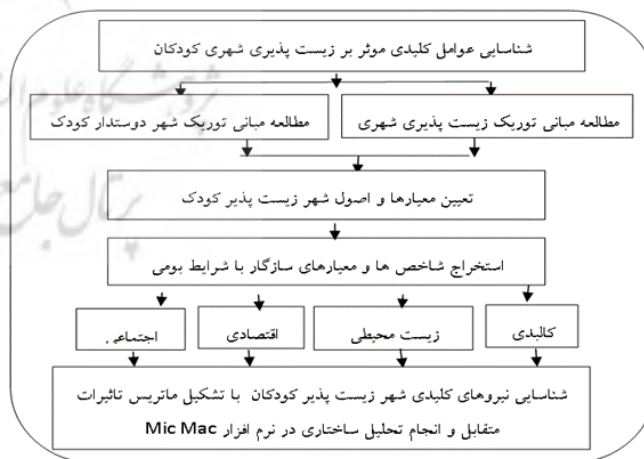 شناسایی عوامل کلیدی موثر بر زیست پذیری شهری کودکان
مطالعه مبانی توریک زیست پذیری شهری
مطالعه مبانی توریک شهر دوستدار کودک
تعیین معیارها و اصول شهر زیست پذیر کودک
استخراج شاخص ها و معیارهای سازگار با شرایط بومی
کالبدی
زیست محیطی
اقتصادی
اجتماعی
شناسایی نیروهای کلیدی شهر زیست پذیر کودکان با تشکیل ماتریس تاثیرات
متقابل و انجام تحلیل ساختاری در نرم افزار Mic Mac